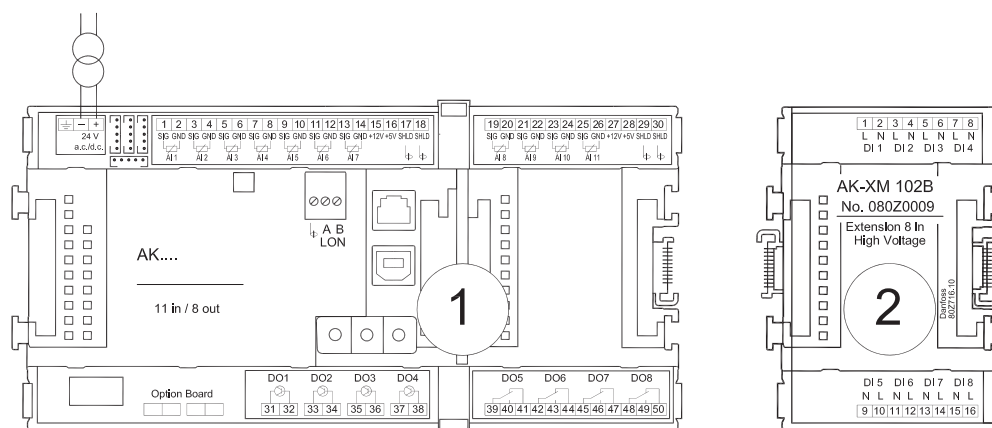 1 2 3 4 5 6 7 8 9 10 11 12 13 14 15 16 17 18
SIG GND SIG GND SIG GND SIG GND SIG GND SIG GND SIG GND +12V +5V SHLD SHLD
AI 1 AI 2 AI 3 AI 4 AI 5 AI 6 AI 7
− +
24 V
a.c./d.c.
19 20 21 22 23 24 25 26 27 28 29 30
SIG GND SIG GND SIG GND SIG GND +12V +5V SHLD SHLD
AI 8 AI 9 AI 10 AI 11
A B
LON
AK....
11 in / 8 out
1
Option Board
DO1 DO2 DO3 DO4
31 32 33 34 35 36 37 38
DO5 DO6 DO7 DO8
39 40 41 42 43 44 45 46 47 48 49 50
1 2 3 4 5 6 7 8
L N L N L N L N
DI 1 DI 2 DI 3 DI 4
AK-XM 102B
No. 080Z0009
Extension 8 In
High Voltage
2
Danfoss
80Z716.10
DI 5 DI 6 DI 7 DI 8
N L N L N L N L
9 10 11 12 13 14 15 16